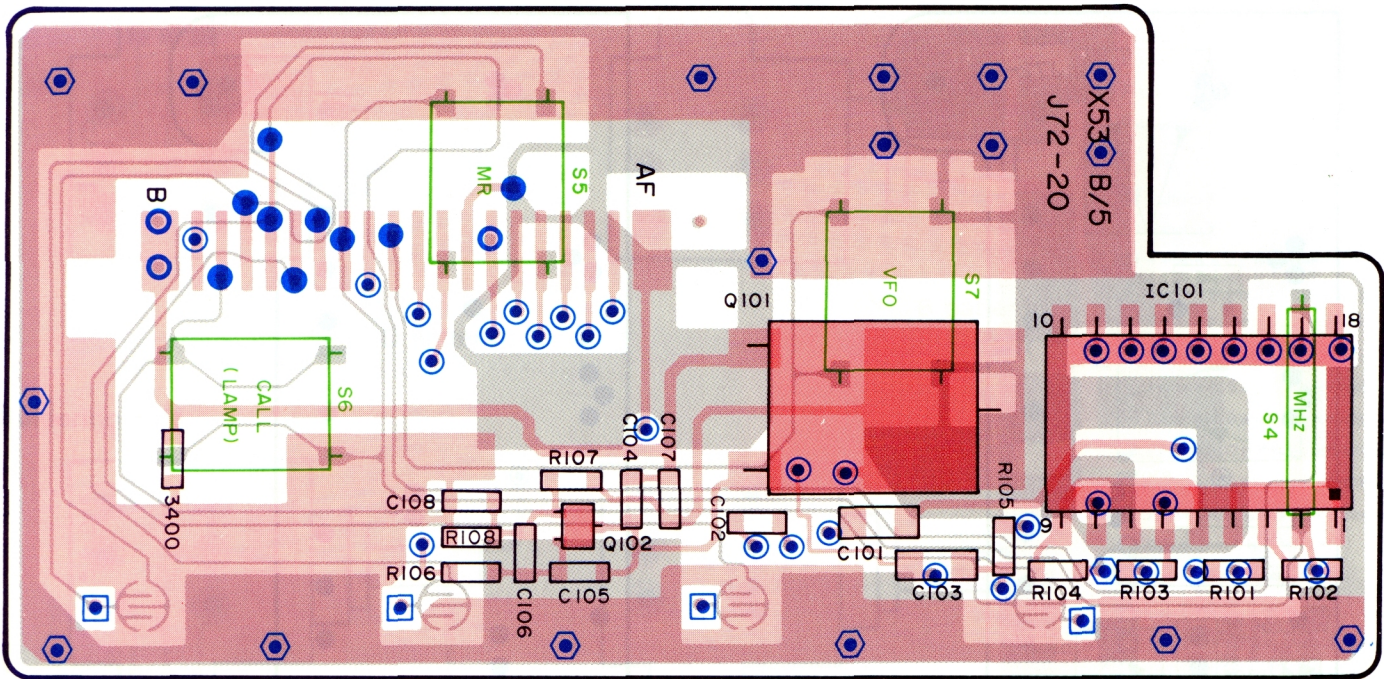 X53 B/5
J72-20
B
MR
S5
AF
Q101
VFO
S7
IC101
10
18
CALL
(LAMP)
S6
MHz
S4
C104
C107
R107
C108
C102
R105
9
1
3400
R108
Q102
C101
R106
C106
C105
C103
R104
R103
R101
R102